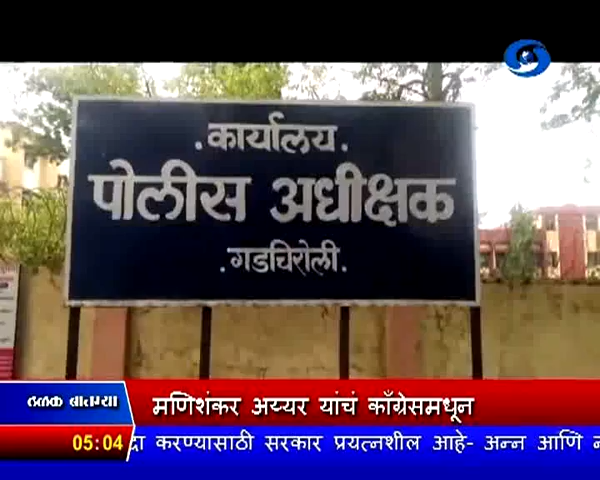 . कार्यालय .
पोलीस अधीक्षक
. गडचिरोली .
ठळक बातम्या
मणिशंकर अय्यर यांचं काँग्रेसमधून
05:04
करण्यासाठी सरकार प्रयत्नशील आहे- अन्न आणि